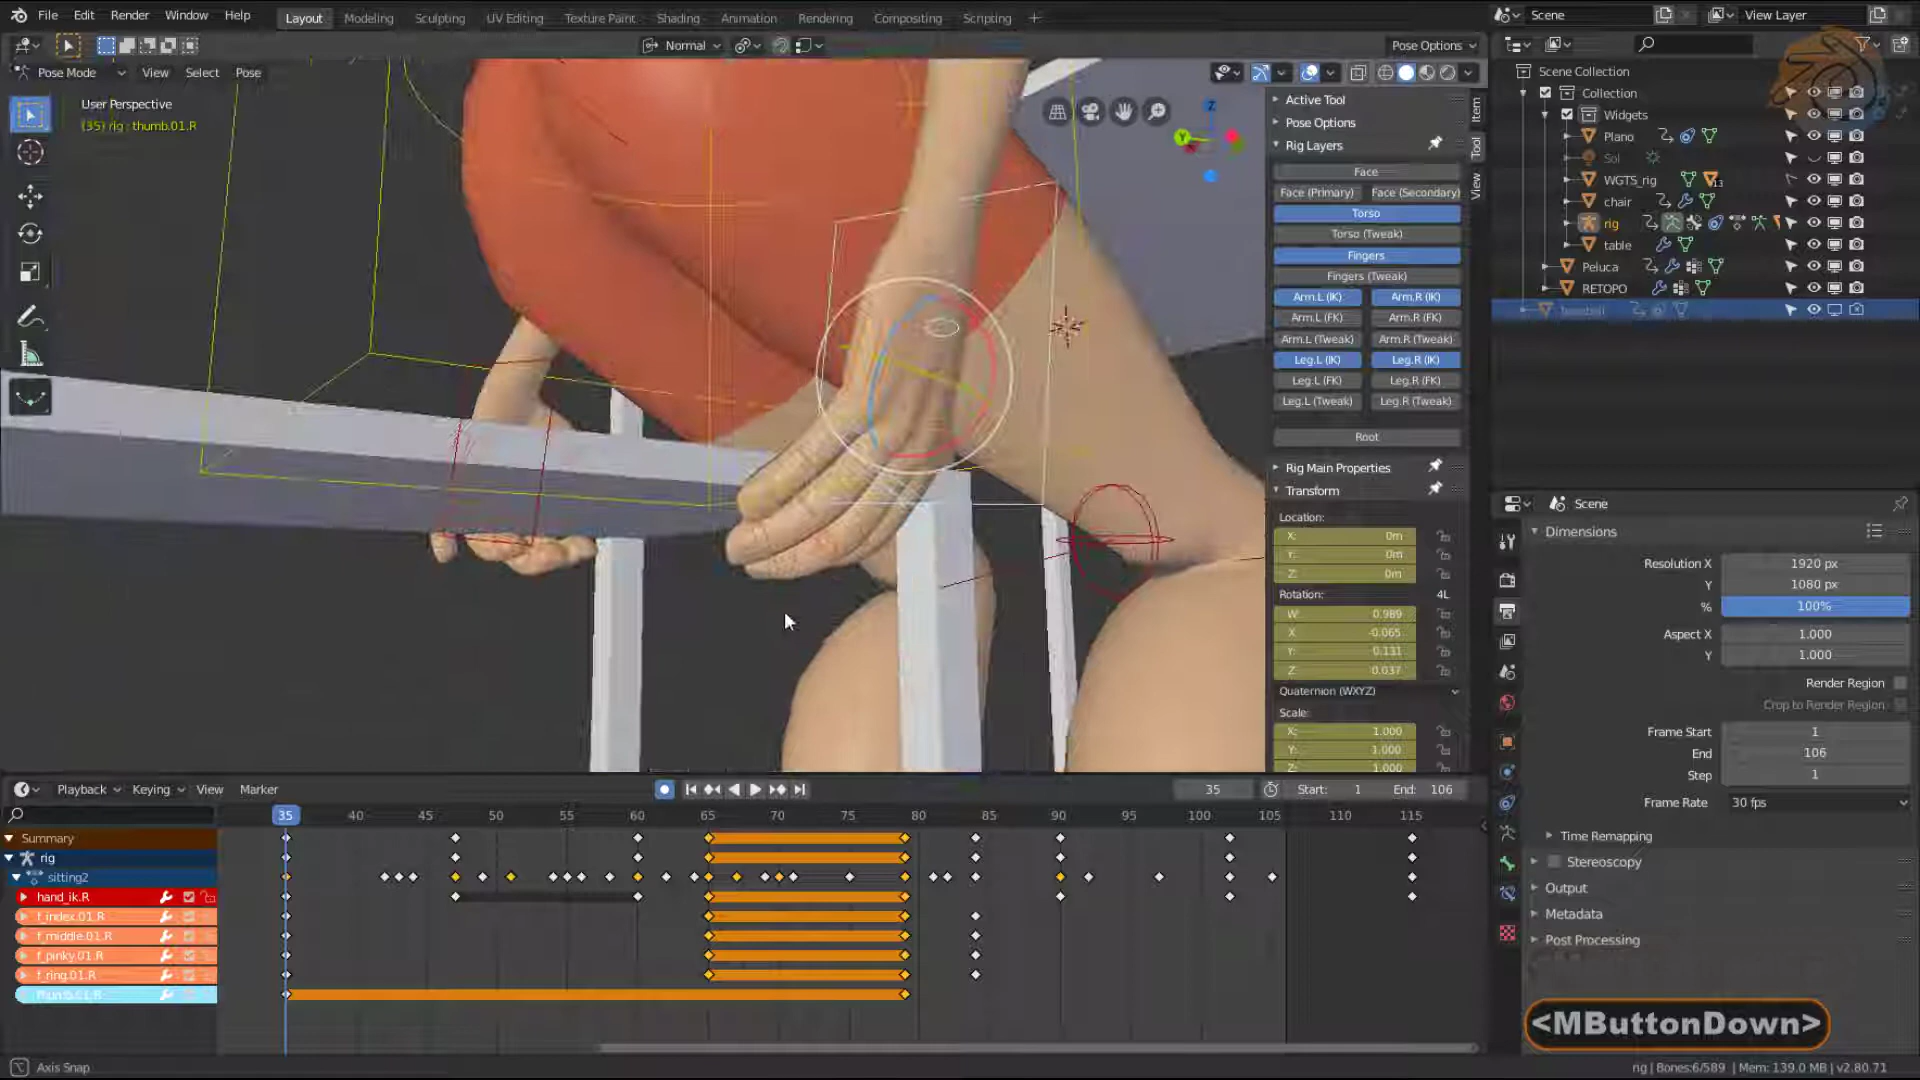 File Edit Render Window Help
Layout Modeling Sculpting UV Editing Texture Paint Shading Animation Rendering Compositing Scripting +
Scene
View Layer
Normal
Pose Options
Pose Mode View Select Pose
User Perspective
(35) rig : thumb.01.R
Z
Y
Active Tool
Pose Options
Rig Layers
Item
Tool
View
Face
Face (Primary) Face (Secondary)
Torso
Torso (Tweak)
Fingers
Fingers (Tweak)
Arm.L (IK) Arm.R (IK)
Arm.L (FK) Arm.R (FK)
Arm.L (Tweak) Arm.R (Tweak)
Leg.L (IK) Leg.R (IK)
Leg.L (FK) Leg.R (FK)
Leg.L (Tweak) Leg.R (Tweak)
Root
Rig Main Properties
Transform
Location:
X: 0m
Y: 0m
Z: 0m
Rotation: 4L
W: 0.989
X: -0.065
Y: 0.131
Z: 0.037
Quaternion (WXYZ)
Scale:
X: 1.000
Y: 1.000
Z: 1.000
Scene Collection
Collection
Widgets
Plano
Sol
WGTS_rig
13
chair
rig
table
Peluca
RETOPO
Scene
Dimensions
Resolution X 1920 px
Y 1080 px
% 100%
Aspect X 1.000
Y 1.000
Render Region
Crop to Render Region
Frame Start 1
End 106
Step 1
Frame Rate 30 fps
Time Remapping
Stereoscopy
Output
Metadata
Post Processing
Playback Keying View Marker
35 Start: 1 End: 106
35 40 45 50 55 60 65 70 75 80 85 90 95 100 105 110 115
Summary
rig
sitting2
hand_ik.R
f_index.01.R
f_middle.01.R
f_pinky.01.R
f_ring.01.R
thumb.01.R
<MButtonDown>
Axis Snap
rig | Bones:6/589 | Mem: 139.0 MB | v2.80.71